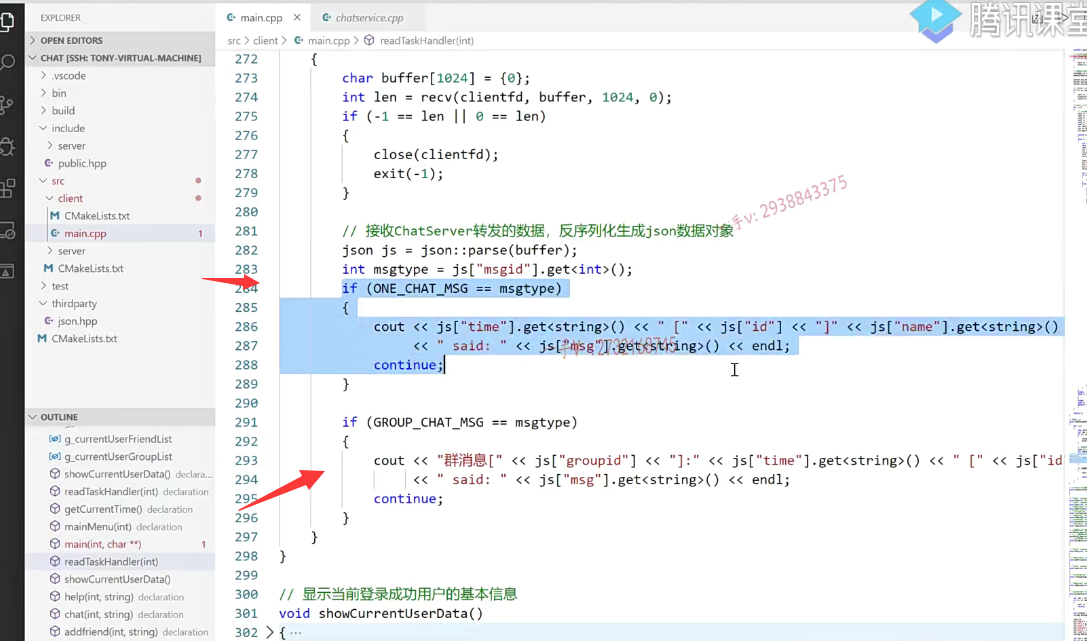 EXPLORER
OPEN EDITORS
CHAT [SSH: TONY-VIRTUAL-MACHINE]
.vscode
bin
build
include
server
public.hpp
src
client
CMakeLists.txt
main.cpp 1
server
CMakeLists.txt
test
thirdparty
json.hpp
CMakeLists.txt
OUTLINE
g_currentUserFriendList
g_currentUserGroupList
showCurrentUserData() declara...
readTaskHandler(int) declaration
getCurrentTime() declaration
mainMenu(int) declaration
main(int, char **) 1
readTaskHandler(int)
showCurrentUserData()
help(int, string) declaration
chat(int, string) declaration
addfriend(int, string) declaration
main.cpp
chatservice.cpp
腾讯课堂
src > client > main.cpp > readTaskHandler(int)
272 {
273 char buffer[1024] = {0};
274 int len = recv(clientfd, buffer, 1024, 0);
275 if (-1 == len || 0 == len)
276 {
277 close(clientfd);
278 exit(-1);
279 }
280
281 // 接收ChatServer转发的数据，反序列化生成json数据对象
282 json js = json::parse(buffer);
283 int msgtype = js["msgid"].get<int>();
284 if (ONE_CHAT_MSG == msgtype)
285 {
286 cout << js["time"].get<string>() << " [" << js["id"] << "]" << js["name"].get<string>()
287 << " said: " << js["msg"].get<string>() << endl;
288 continue;
289 }
290
291 if (GROUP_CHAT_MSG == msgtype)
292 {
293 cout << "群消息[" << js["groupid"] << "]:" << js["time"].get<string>() << " [" << js["id
294 << " said: " << js["msg"].get<string>() << endl;
295 continue;
296 }
297 }
298 }
299
300 // 显示当前登录成功用户的基本信息
301 void showCurrentUserData()
302 { ...
v: 2938843375